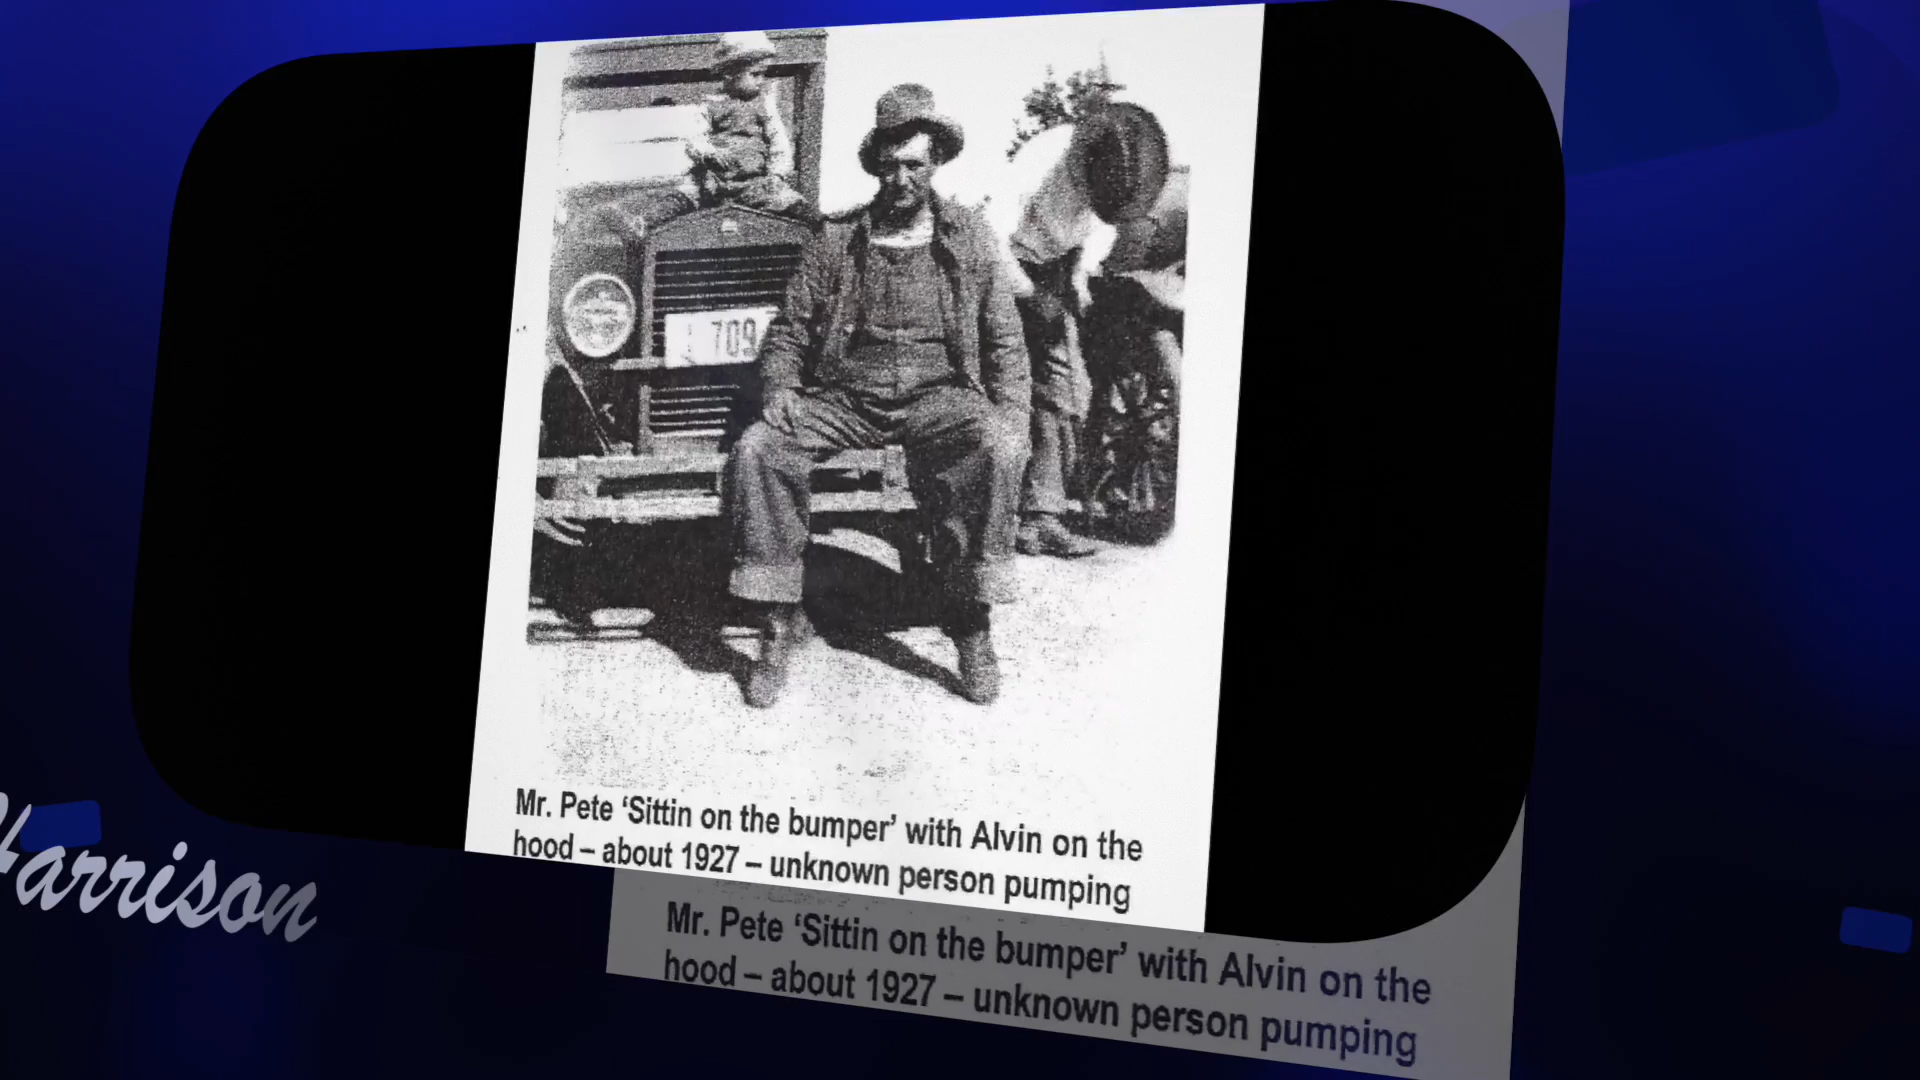 709
Mr. Pete ‘Sittin on the bumper’ with Alvin on the
hood – about 1927 – unknown person pumping
Harrison
Mr. Pete ‘Sittin on the bumper’ with Alvin on the
hood – about 1927 – unknown person pumping